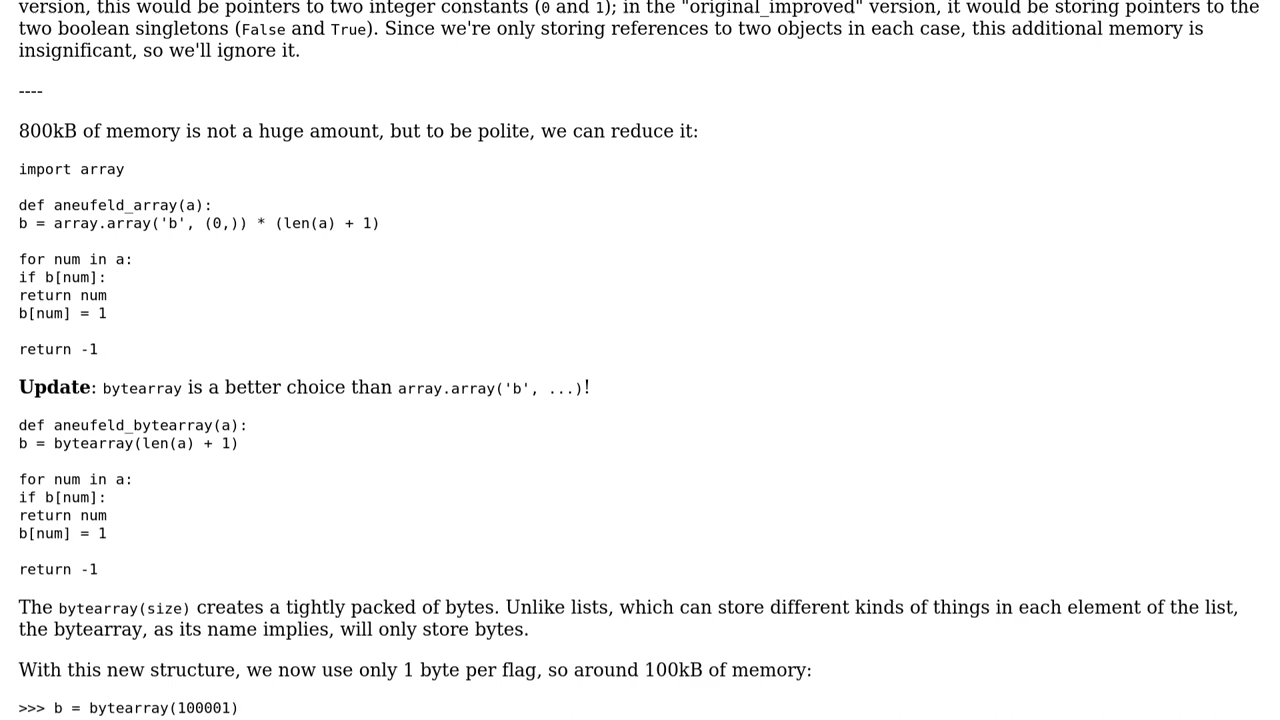 version, this would be pointers to two integer constants (0 and 1); in the "original_improved" version, it would be storing pointers to the
two boolean singletons (False and True). Since we're only storing references to two objects in each case, this additional memory is
insignificant, so we'll ignore it.
----
800kB of memory is not a huge amount, but to be polite, we can reduce it:
import array
def aneufeld_array(a):
b = array.array('b', (0,)) * (len(a) + 1)
for num in a:
if b[num]:
return num
b[num] = 1
return -1
Update: bytearray is a better choice than array.array('b', ...)!
def aneufeld_bytearray(a):
b = bytearray(len(a) + 1)
for num in a:
if b[num]:
return num
b[num] = 1
return -1
The bytearray(size) creates a tightly packed of bytes. Unlike lists, which can store different kinds of things in each element of the list,
the bytearray, as its name implies, will only store bytes.
With this new structure, we now use only 1 byte per flag, so around 100kB of memory:
>>> b = bytearray(100001)